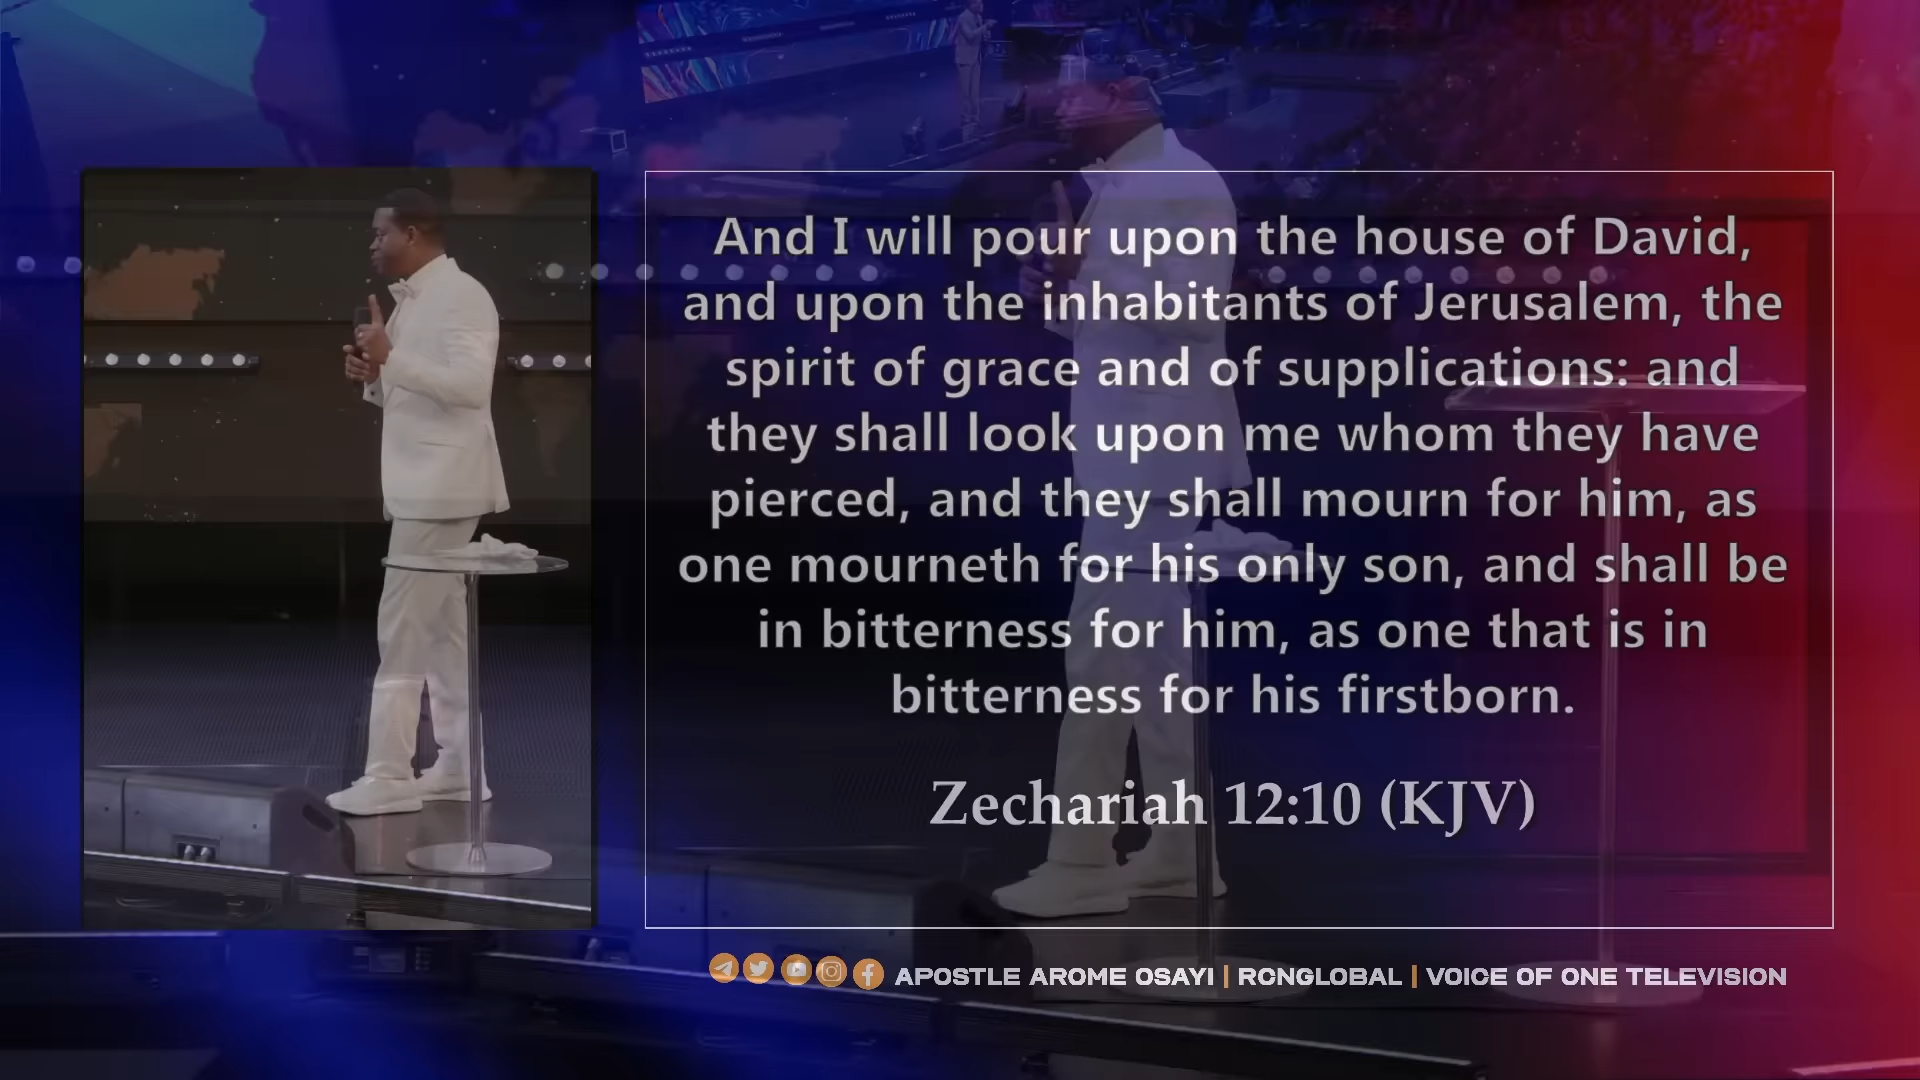 And I will pour upon the house of David,
and upon the inhabitants of Jerusalem, the
spirit of grace and of supplications: and
they shall look upon me whom they have
pierced, and they shall mourn for him, as
one mourneth for his only son, and shall be
in bitterness for him, as one that is in
bitterness for his firstborn.
Zechariah 12:10 (KJV)
APOSTLE AROME OSAYI | RCNGLOBAL | VOICE OF ONE TELEVISION